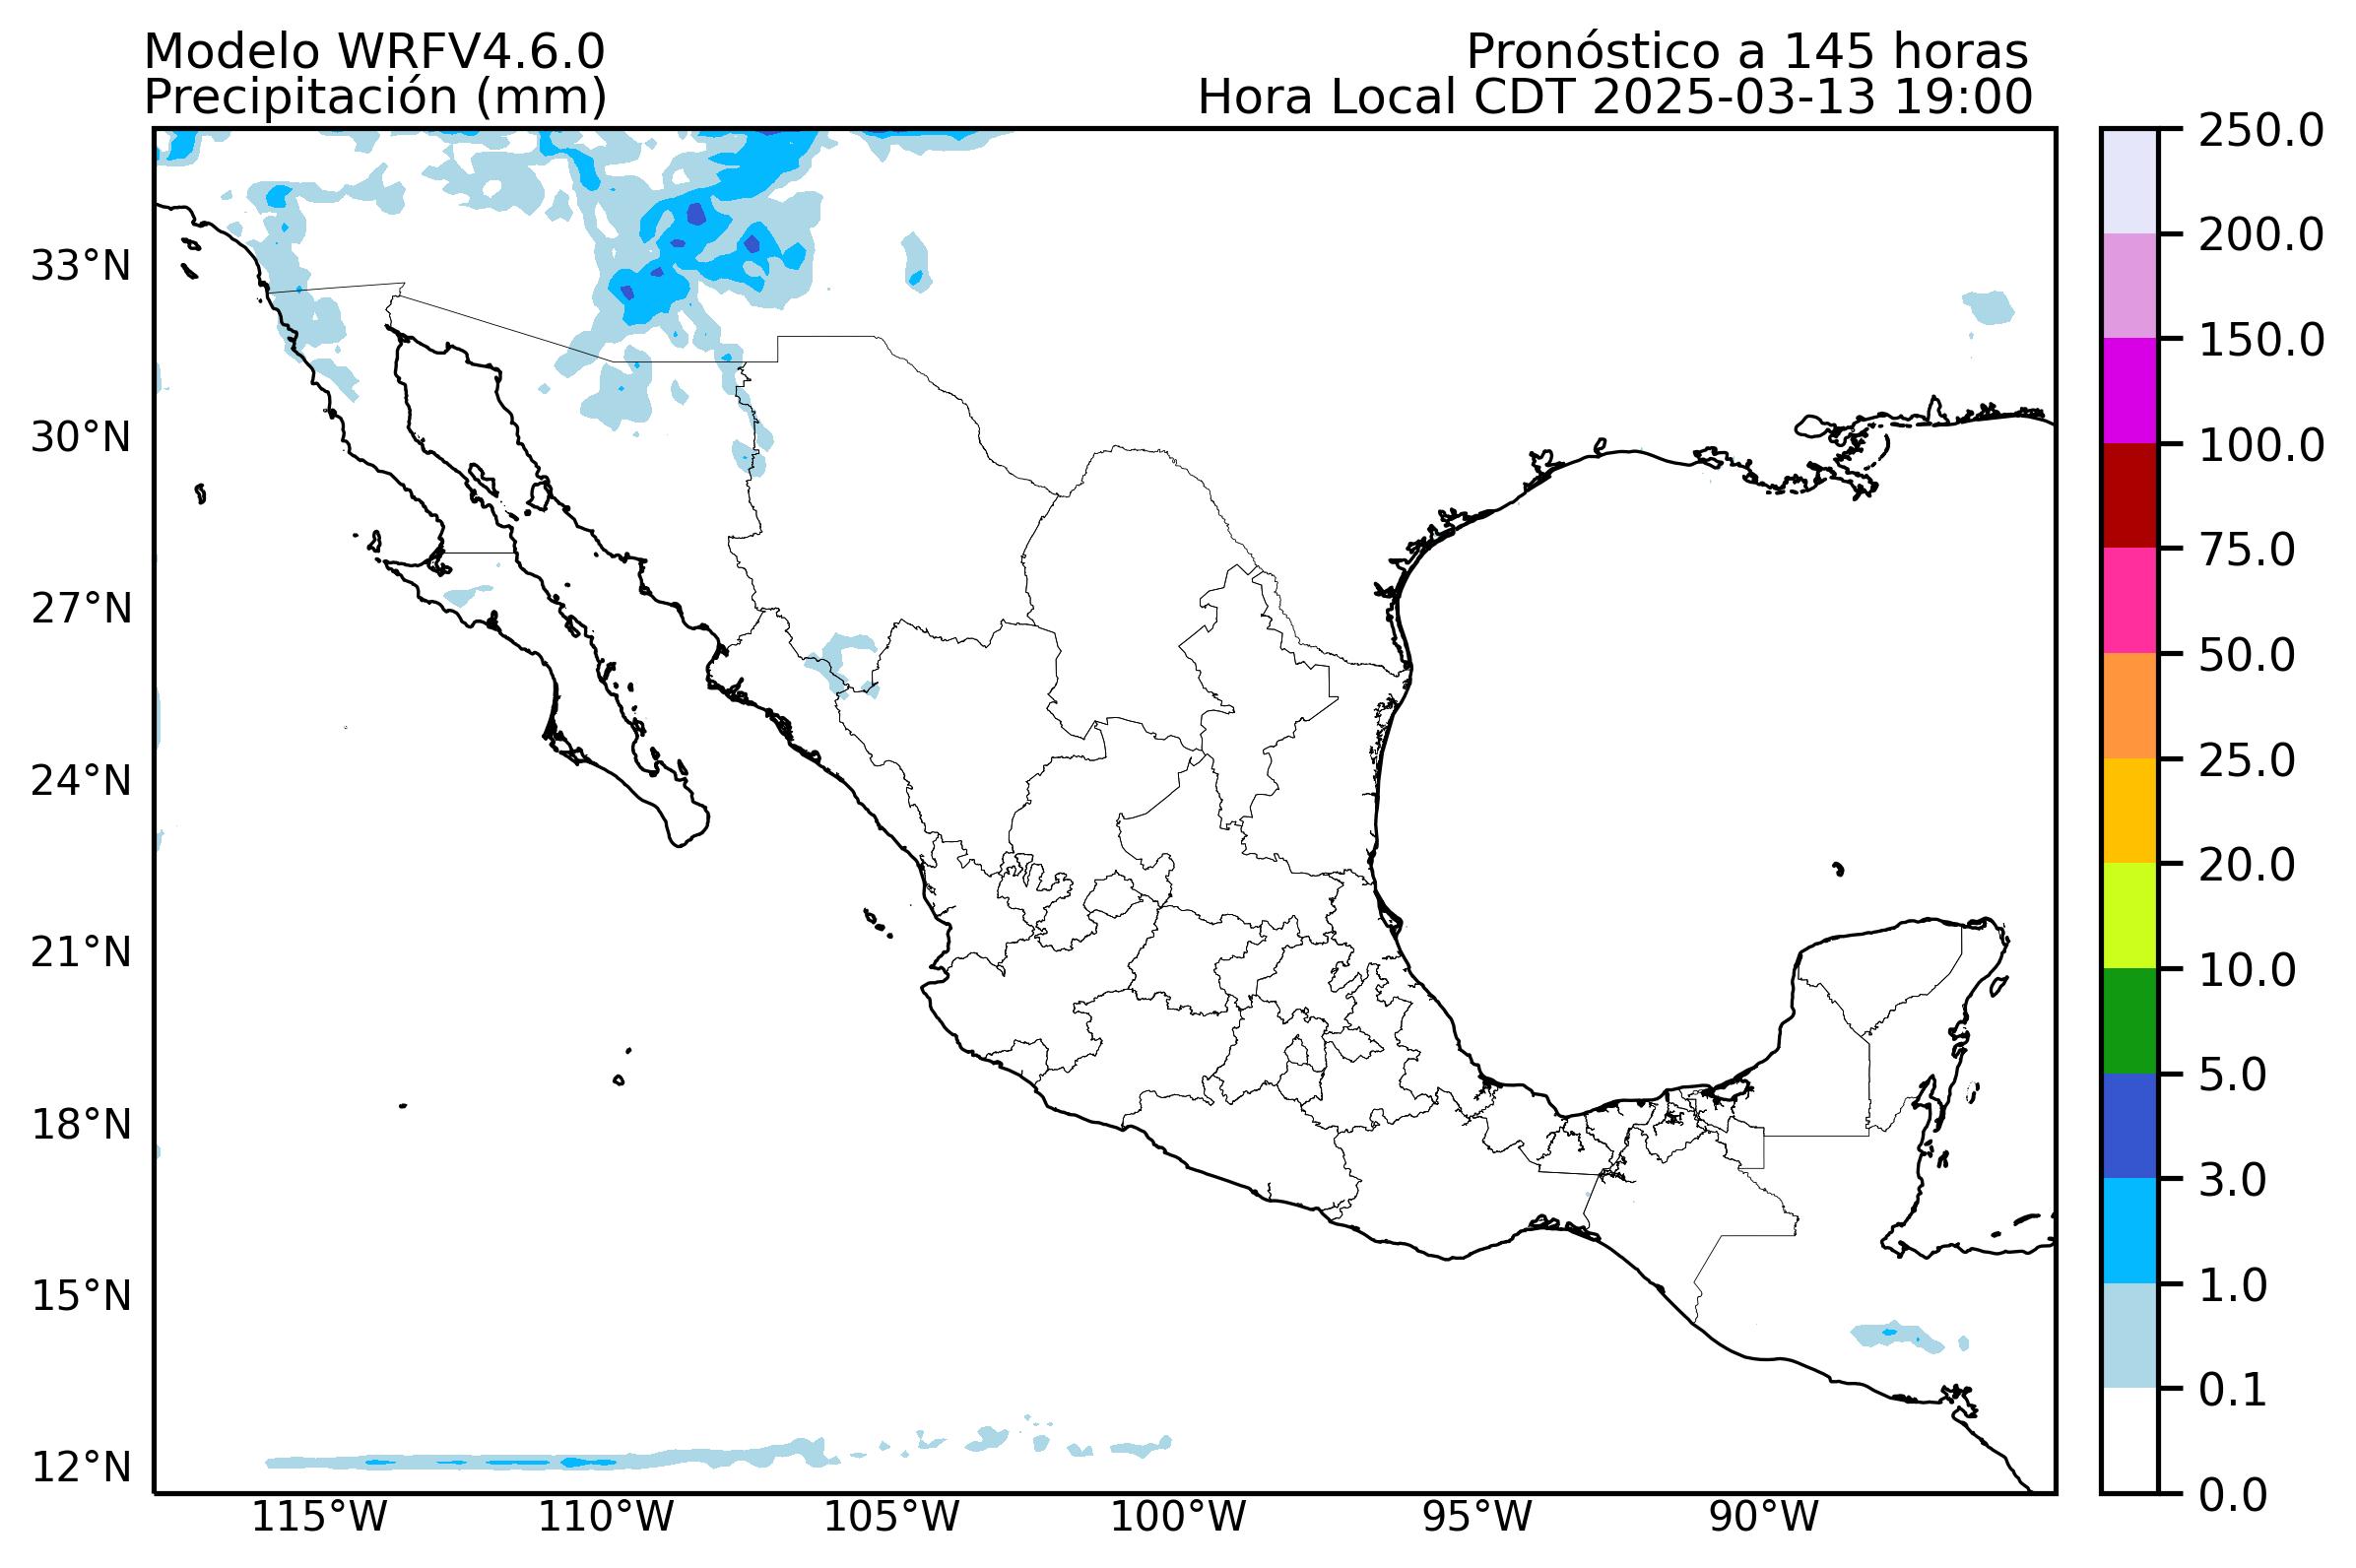 Modelo WRFV4.6.0
Precipitación (mm)
Pronóstico a 145 horas
Hora Local CDT 2025-03-13 19:00
33°N
30°N
27°N
24°N
21°N
18°N
15°N
12°N
115°W
110°W
105°W
100°W
95°W
90°W
250.0
200.0
150.0
100.0
75.0
50.0
25.0
20.0
10.0
5.0
3.0
1.0
0.1
0.0